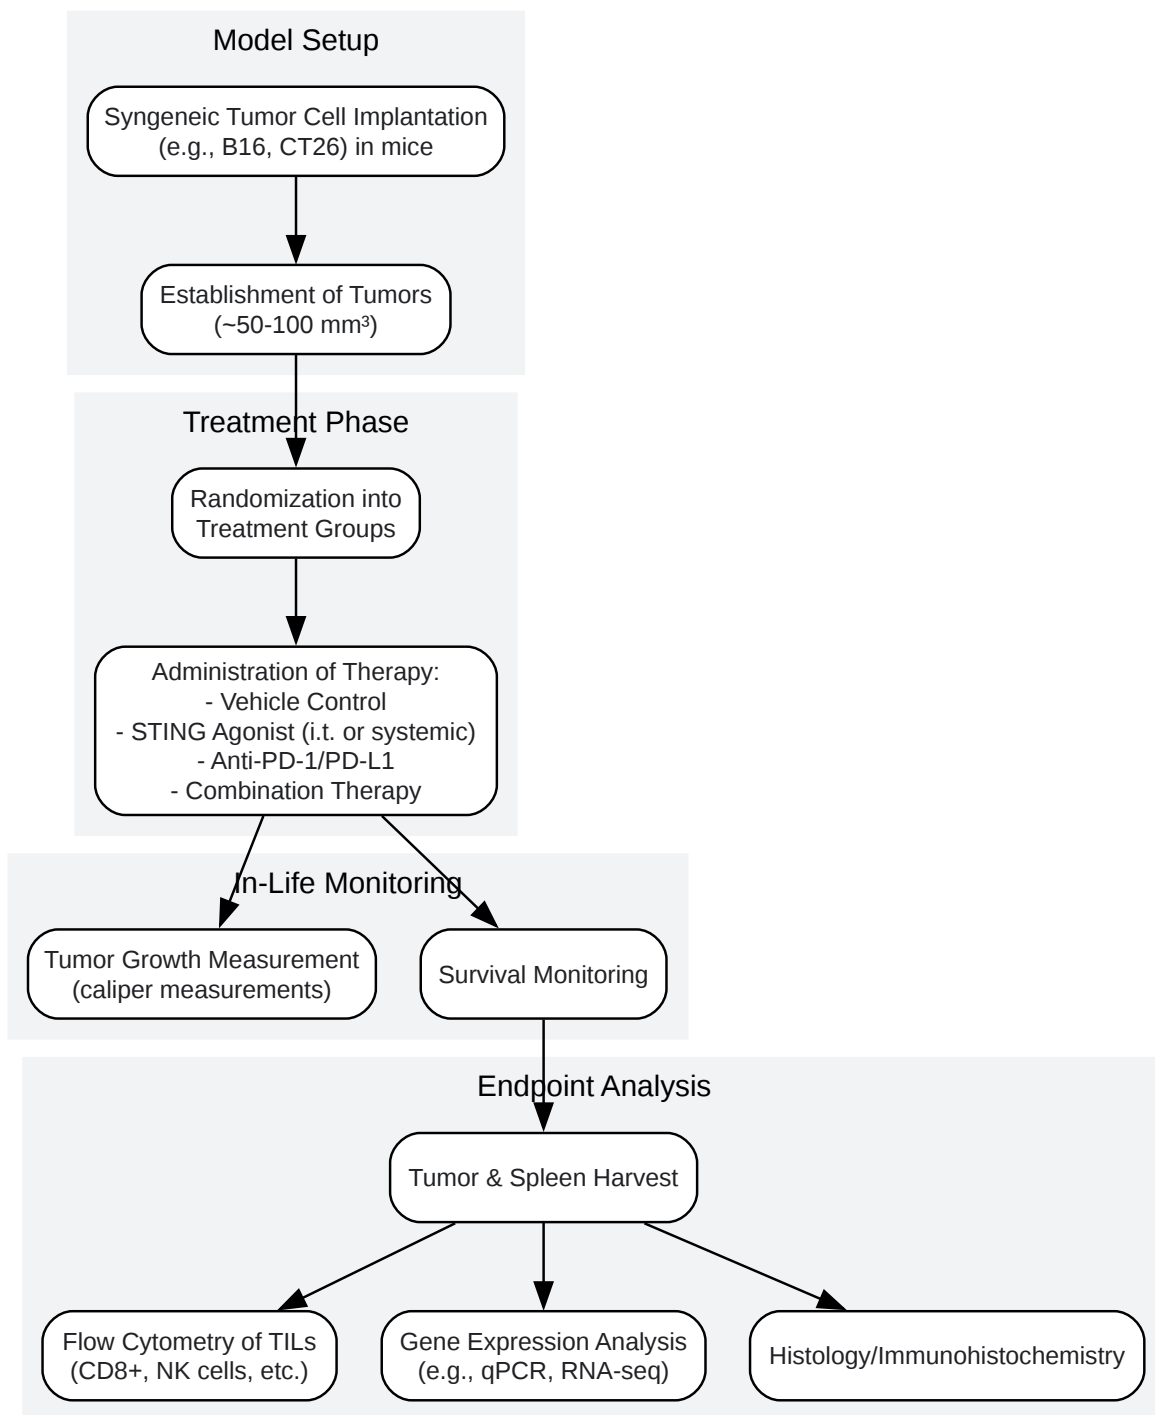 Model Setup
Syngeneic Tumor Cell Implantation
(e.g., B16, CT26) in mice
Establishment of Tumors
(~50-100 mm³)
Treatment Phase
Randomization into
Treatment Groups
Administration of Therapy:
- Vehicle Control
- STING Agonist (i.t. or systemic)
- Anti-PD-1/PD-L1
- Combination Therapy
In-Life Monitoring
Tumor Growth Measurement
(caliper measurements)
Survival Monitoring
Endpoint Analysis
Tumor & Spleen Harvest
Flow Cytometry of TILs
(CD8+, NK cells, etc.)
Gene Expression Analysis
(e.g., qPCR, RNA-seq)
Histology/Immunohistochemistry